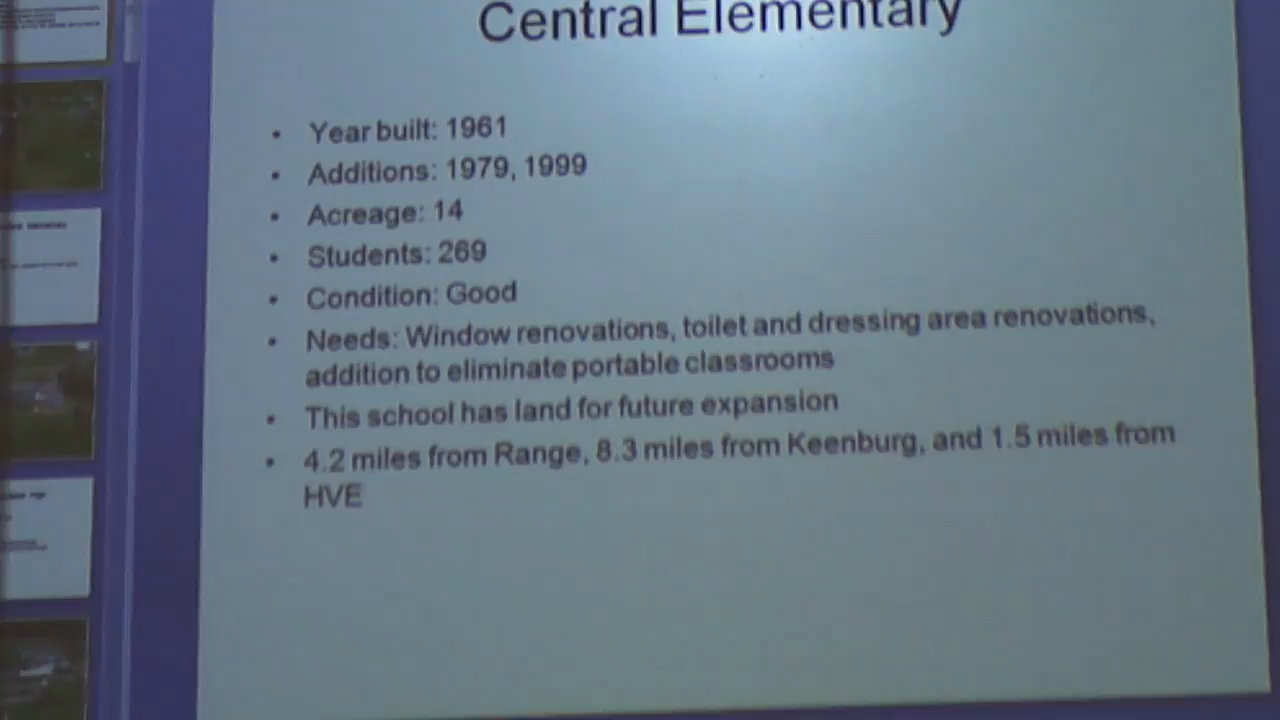 Central Elementary
• Year built: 1961
• Additions: 1979, 1999
• Acreage: 14
• Students: 269
• Condition: Good
• Needs: Window renovations, toilet and dressing area renovations,
addition to eliminate portable classrooms
• This school has land for future expansion
• 4.2 miles from Range, 8.3 miles from Keenburg, and 1.5 miles from
HVE